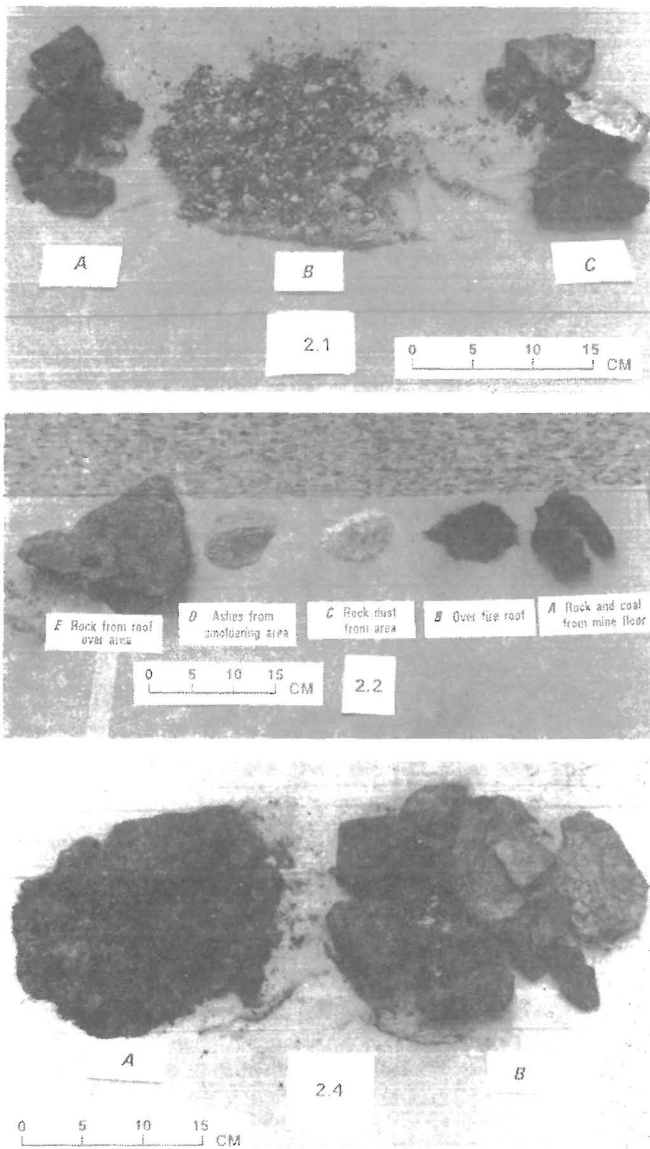 A
B
C
2.1
0 5 10 15
CM
E Rock from roof
over area
D Ashes from
smoldering area
C Rock dust
from area
B Over fire roof
A Rock and coal
from mine floor
0 5 10 15
CM
2.2
A
2.4
B
0 5 10 15
CM